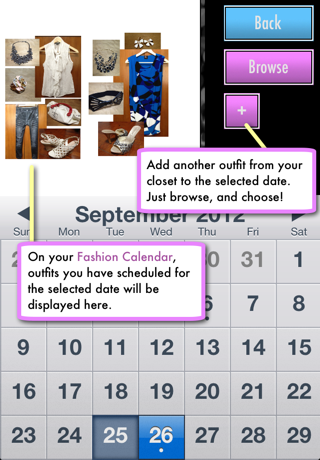 Back
Browse
+
Add another outfit from your
closet to the selected date.
Just browse, and choose!
September 2012
Sun Mon Tue Wed Thu Fri Sat
31 1
On your Fashion Calendar,
outfits you have scheduled for
the selected date will be
displayed here.
7 8
9 10 11 12 13 14 15
16 17 18 19 20 21 22
23 24 25 26 27 28 29